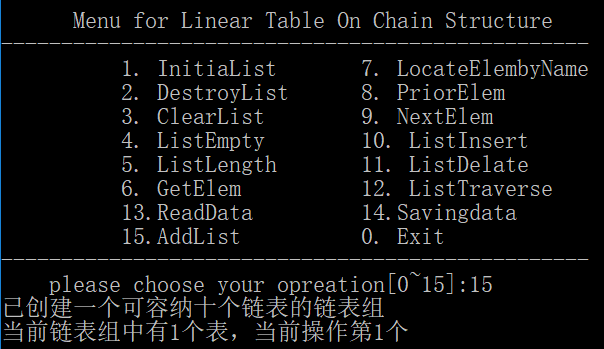 Menu for Linear Table On Chain Structure
-------------------------------------------------
1. InitiaList 7. LocateElembyName
2. DestroyList 8. PriorElem
3. ClearList 9. NextElem
4. ListEmpty 10. ListInsert
5. ListLength 11. ListDelate
6. GetElem 12. ListTraverse
13.ReadData 14.Savingdata
15.AddList 0. Exit
-------------------------------------------------
please choose your opreation[0~15]:15
已创建一个可容纳十个链表的链表组
当前链表组中有1个表，当前操作第1个